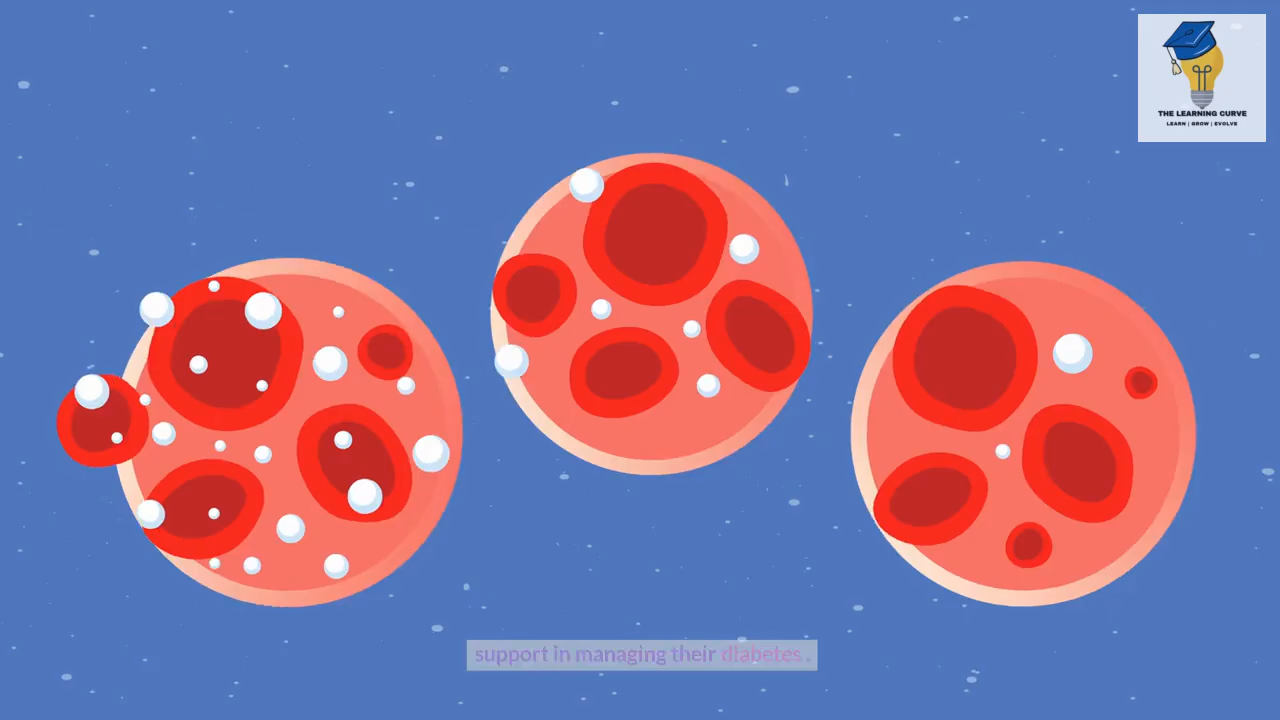 THE LEARNING CURVE
LEARN | GROW | EVOLVE
support in managing their diabetes.